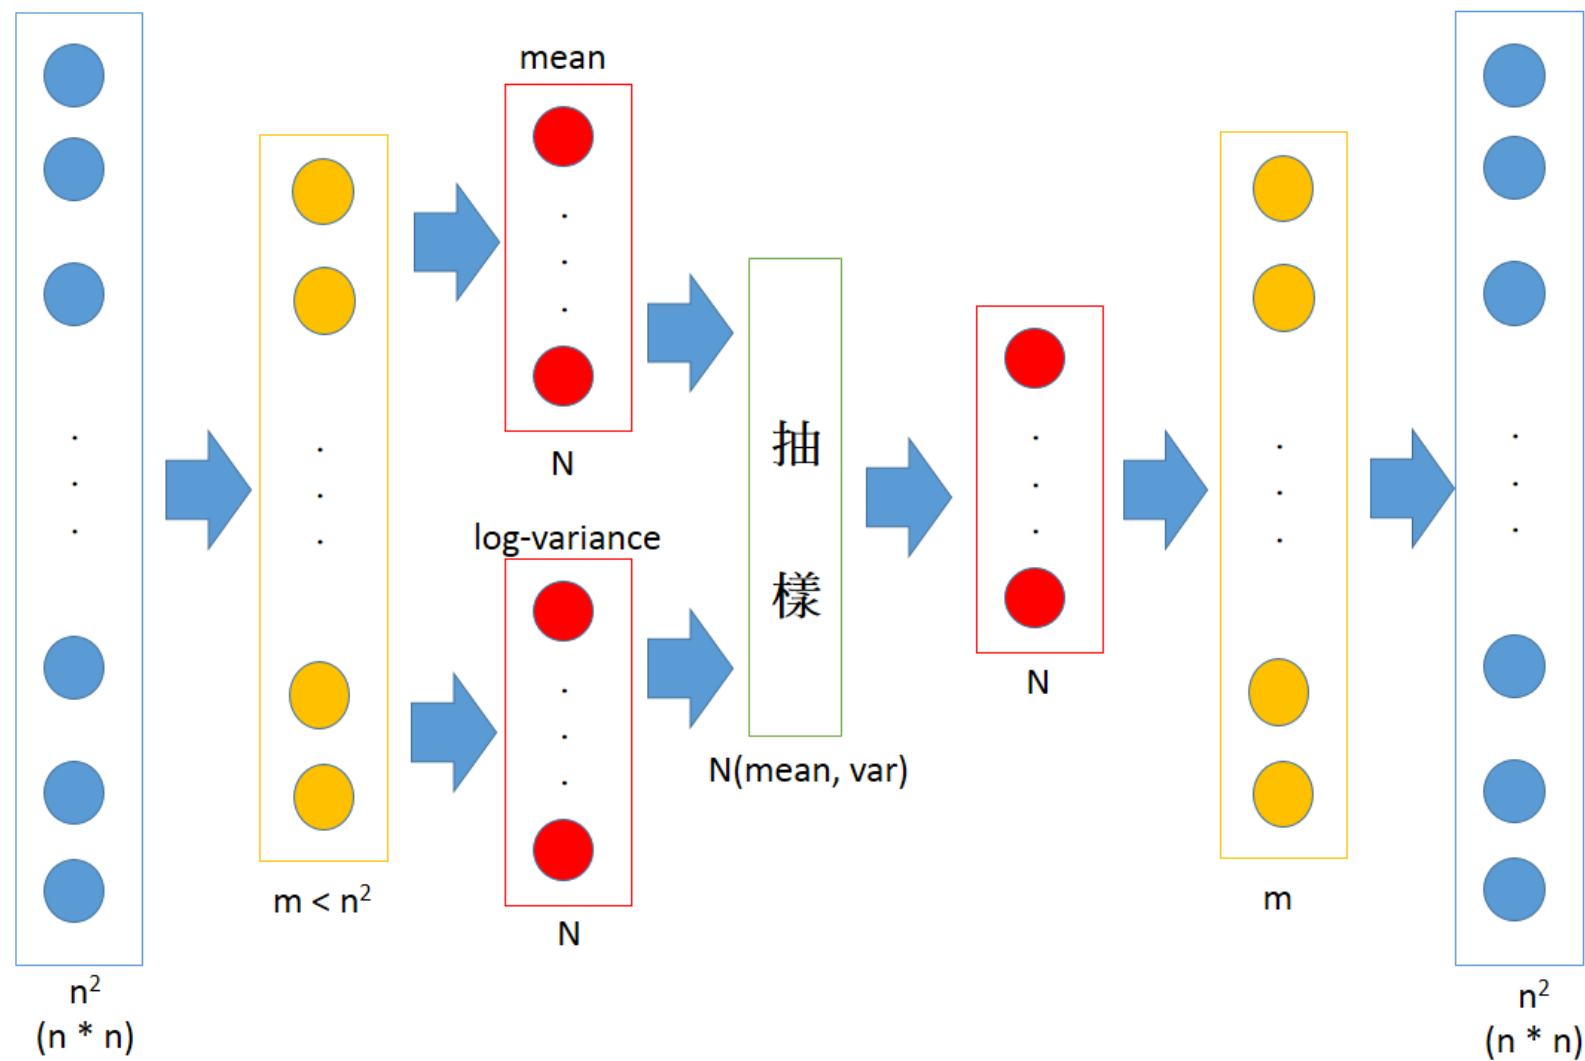 mean
N
log-variance
N
抽
樣
N(mean, var)
N
m < n²
m
n²
(n * n)
n²
(n * n)